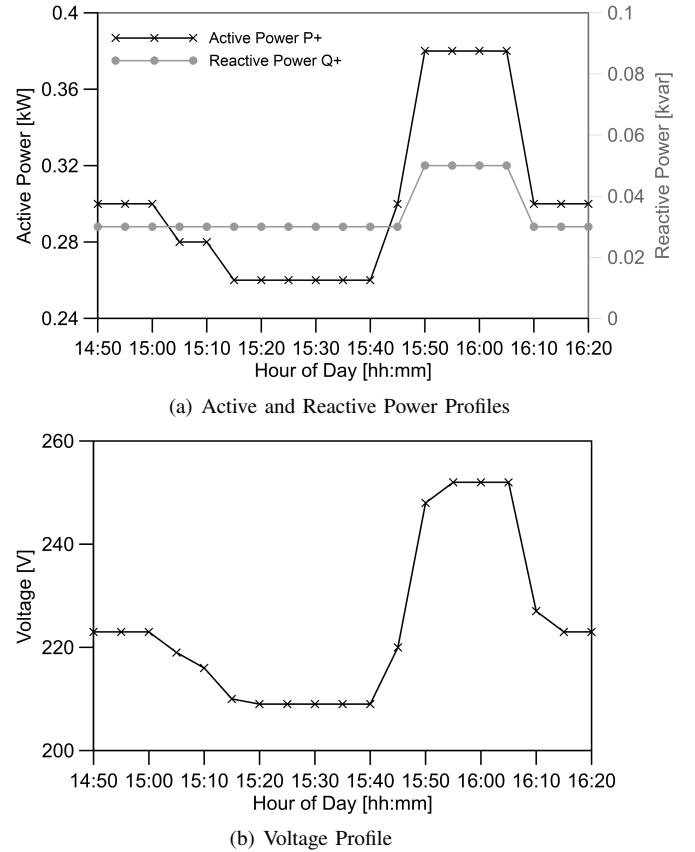 0.4
0.36
0.32
0.28
0.24
Active Power [kW]
Active Power P+
Reactive Power Q+
0.1
0.08
0.06
0.04
0.02
0
Reactive Power [kvar]
14:50 15:00 15:10 15:20 15:30 15:40 15:50 16:00 16:10 16:20
Hour of Day [hh:mm]
(a) Active and Reactive Power Profiles
260
240
220
200
Voltage [V]
14:50 15:00 15:10 15:20 15:30 15:40 15:50 16:00 16:10 16:20
Hour of Day [hh:mm]
(b) Voltage Profile